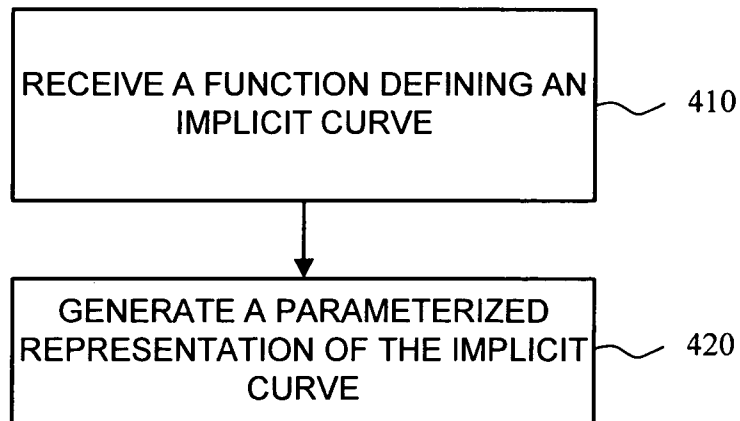 RECEIVE A FUNCTION DEFINING AN
IMPLICIT CURVE
410
GENERATE A PARAMETERIZED
REPRESENTATION OF THE IMPLICIT
CURVE
420